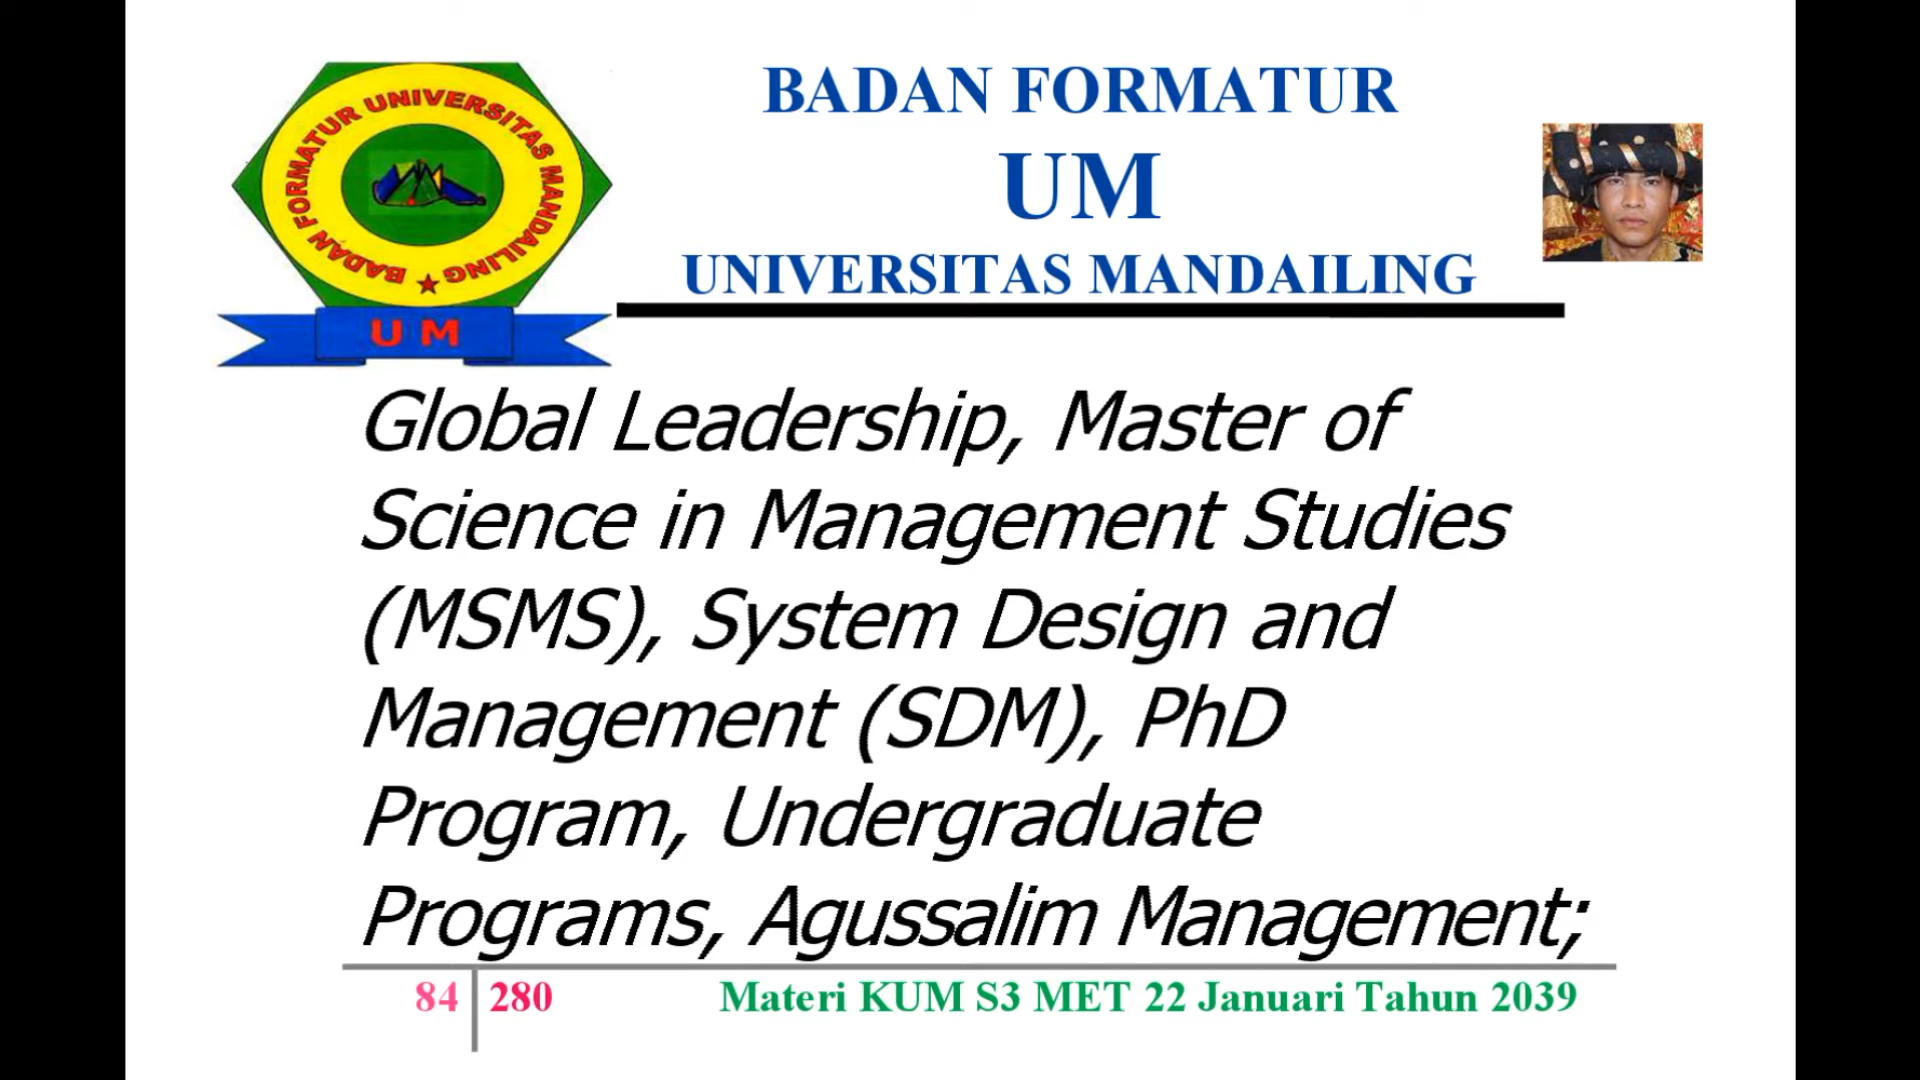 BADAN FORMATUR UNIVERSITAS MANDAILING
U M
BADAN FORMATUR
UM
UNIVERSITAS MANDAILING
Global Leadership, Master of
Science in Management Studies
(MSMS), System Design and
Management (SDM), PhD
Program, Undergraduate
Programs, Agussalim Management;
84 280
Materi KUM S3 MET 22 Januari Tahun 2039